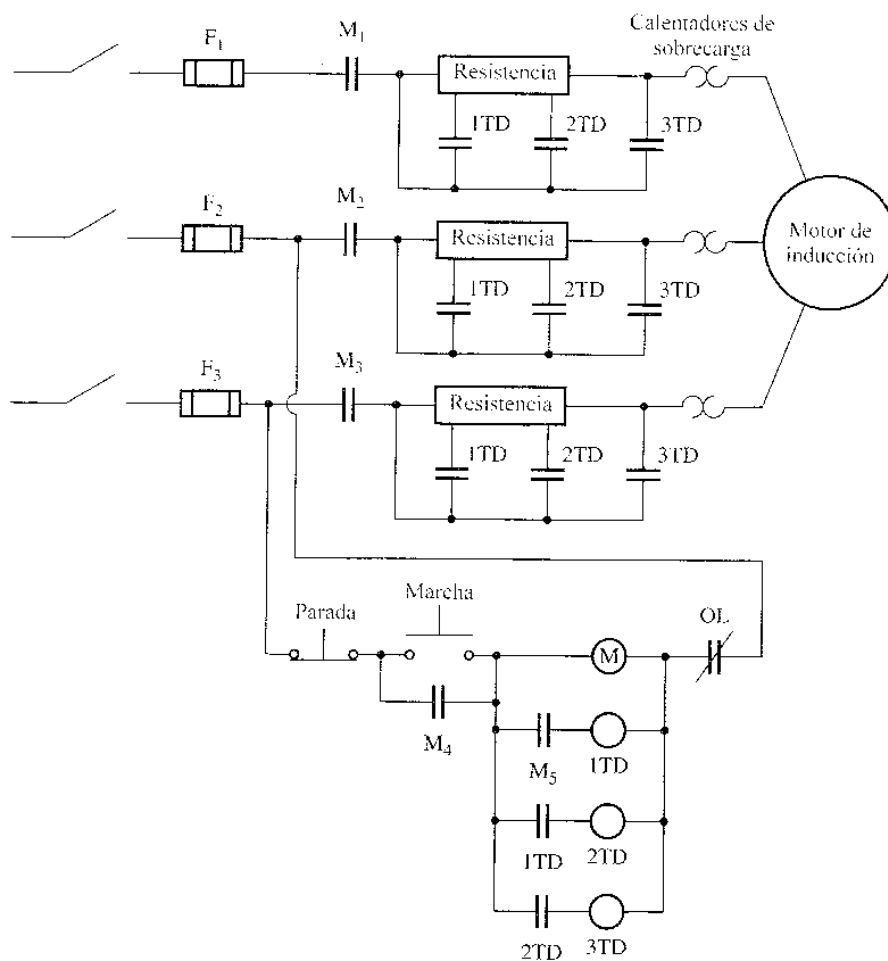 Calentadores de
sobrecarga
F₁
M₁
Resistencia
1TD
2TD
3TD
F₂
M₂
Resistencia
Motor de
inducción
1TD
2TD
3TD
F₃
M₃
Resistencia
1TD
2TD
3TD
Marcha
Parada
OL
M
M₄
M₅
1TD
1TD
2TD
2TD
3TD